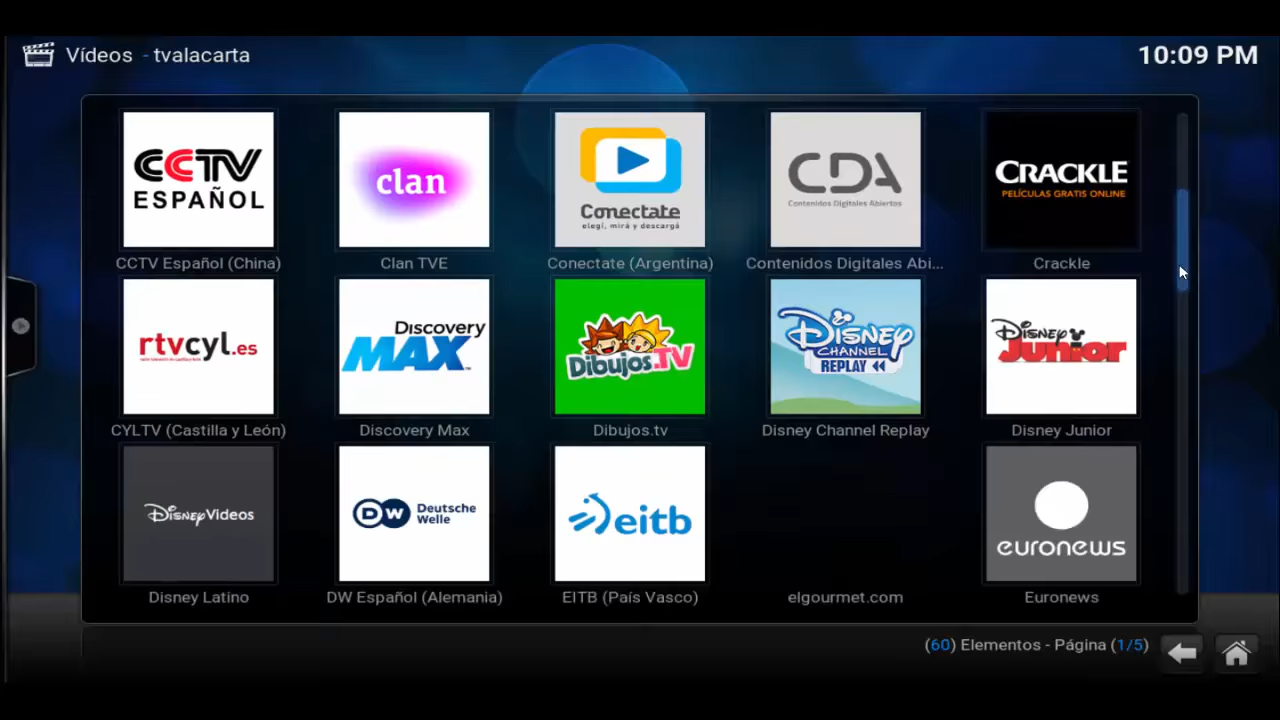 Vídeos - tvalacarta
10:09 PM
CCTV
ESPAÑOL
clan
Conectate
elegí, mirá y descargá
CDA
Contenidos Digitales Abiertos
CRACKLE
PELÍCULAS GRATIS ONLINE
CCTV Español (China)
Clan TVE
Conectate (Argentina)
Contenidos Digitales Abi...
Crackle
rtvcyl.es
Discovery
MAX
Dibujos.TV
Disney
CHANNEL
REPLAY
Disney
Junior
CYLTV (Castilla y León)
Discovery Max
Dibujos.tv
Disney Channel Replay
Disney Junior
Disney Videos
DW Deutsche
Welle
eitb
euronews
Disney Latino
DW Español (Alemania)
EITB (País Vasco)
elgourmet.com
Euronews
(60) Elementos - Página (1/5)